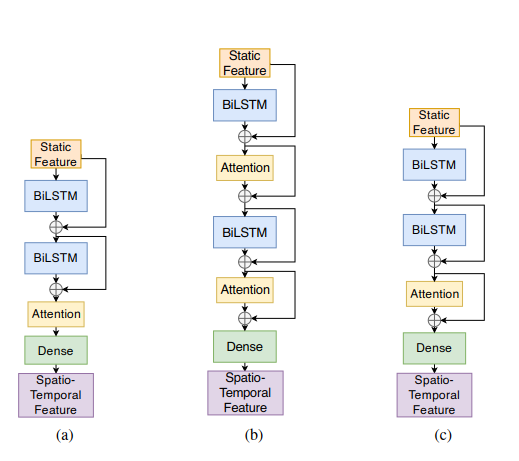 Static
Feature
BiLSTM
BiLSTM
Attention
Dense
Spatio-
Temporal
Feature
(a)
Static
Feature
BiLSTM
Attention
BiLSTM
Attention
Dense
Spatio-
Temporal
Feature
(b)
Static
Feature
BiLSTM
BiLSTM
Attention
Dense
Spatio-
Temporal
Feature
(c)